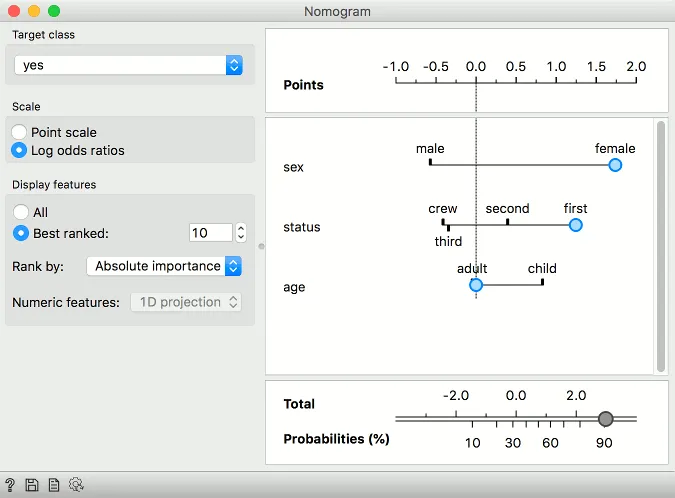 Nomogram
Target class
yes
Scale
Point scale
Log odds ratios
Display features
All
Best ranked: 10
Rank by: Absolute importance
Numeric features: 1D projection
-1.0 -0.5 0.0 0.5 1.0 1.5 2.0
Points
male female
sex
crew second first
status
third
adult child
age
-2.0 0.0 2.0
Total
Probabilities (%)
10 30 60 90
?